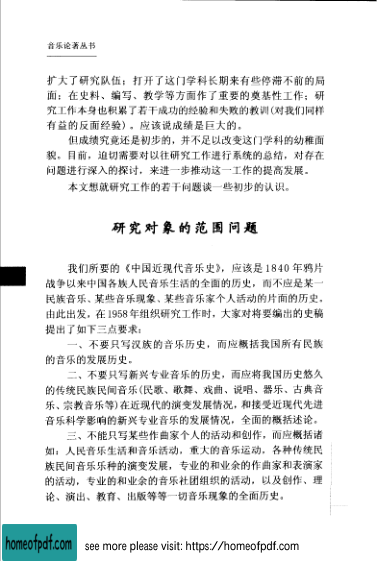 音乐论著丛书
扩大了研究队伍；打开了这门学科长期来有些停滞不前的局
面；在史料、编写、教学等方面作了重要的奠基性工作；研
究工作本身也积累了若干成功的经验和失败的教训(对我们同样
有益的反面经验)。应该说成绩是巨大的。
但成绩究竟还是初步的，并不足以改变这门学科的幼稚面
貌。目前，迫切需要对以往研究工作进行系统的总结，对存在
问题进行深入的探讨，来进一步推动这一工作的提高发展。
本文想就研究工作的若干问题谈一些初步的认识。
研究对象的范围问题
我们所要的《中国近现代音乐史》，应该是1840年鸦片
战争以来中国各族人民音乐生活的全面的历史，而不应是某一
民族音乐、某些音乐现象、某些音乐家个人活动的片面的历史。
由此出发，在1958年组织研究工作时，大家对将要编出的史稿
提出了如下三点要求：
一、不要只写汉族的音乐历史，而应概括我国所有民族
的音乐的发展历史。
二、不要只写新兴专业音乐的历史，而应将我国历史悠久
的传统民族民间音乐(民歌、歌舞、戏曲、说唱、器乐、古典音
乐、宗教音乐等)在近现代的演变发展情况，和接受近现代先进
音乐科学影响的新兴专业音乐的发展情况，全面的概括述论。
三、不能只写某些作曲家个人的活动和创作，而应概括诸
如：人民音乐生活和音乐活动，重大的音乐运动，各种传统民
族民间音乐乐种的演变发展，专业的和业余的作曲家和表演家
的活动，专业的和业余的音乐社团组织的活动，以及创作、理
论、演出、教育、出版等等一切音乐现象的全面历史。
homeofpdf.com
see more please visit: https://homeofpdf.com